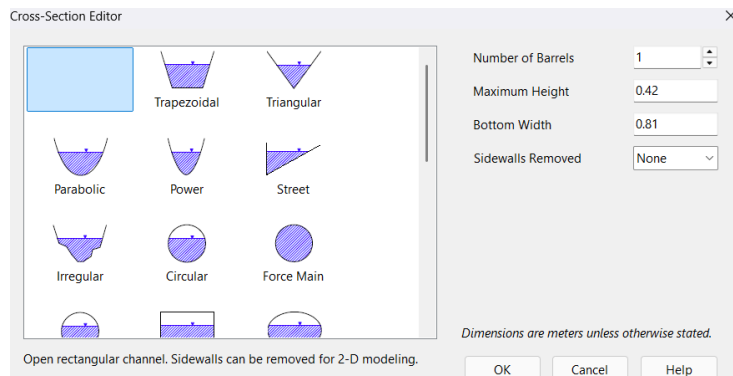 Cross-Section Editor
Trapezoidal
Triangular
Parabolic
Power
Street
Irregular
Circular
Force Main
Number of Barrels
1
Maximum Height
0.42
Bottom Width
0.81
Sidewalls Removed
None
Dimensions are meters unless otherwise stated.
Open rectangular channel. Sidewalls can be removed for 2-D modeling.
OK
Cancel
Help